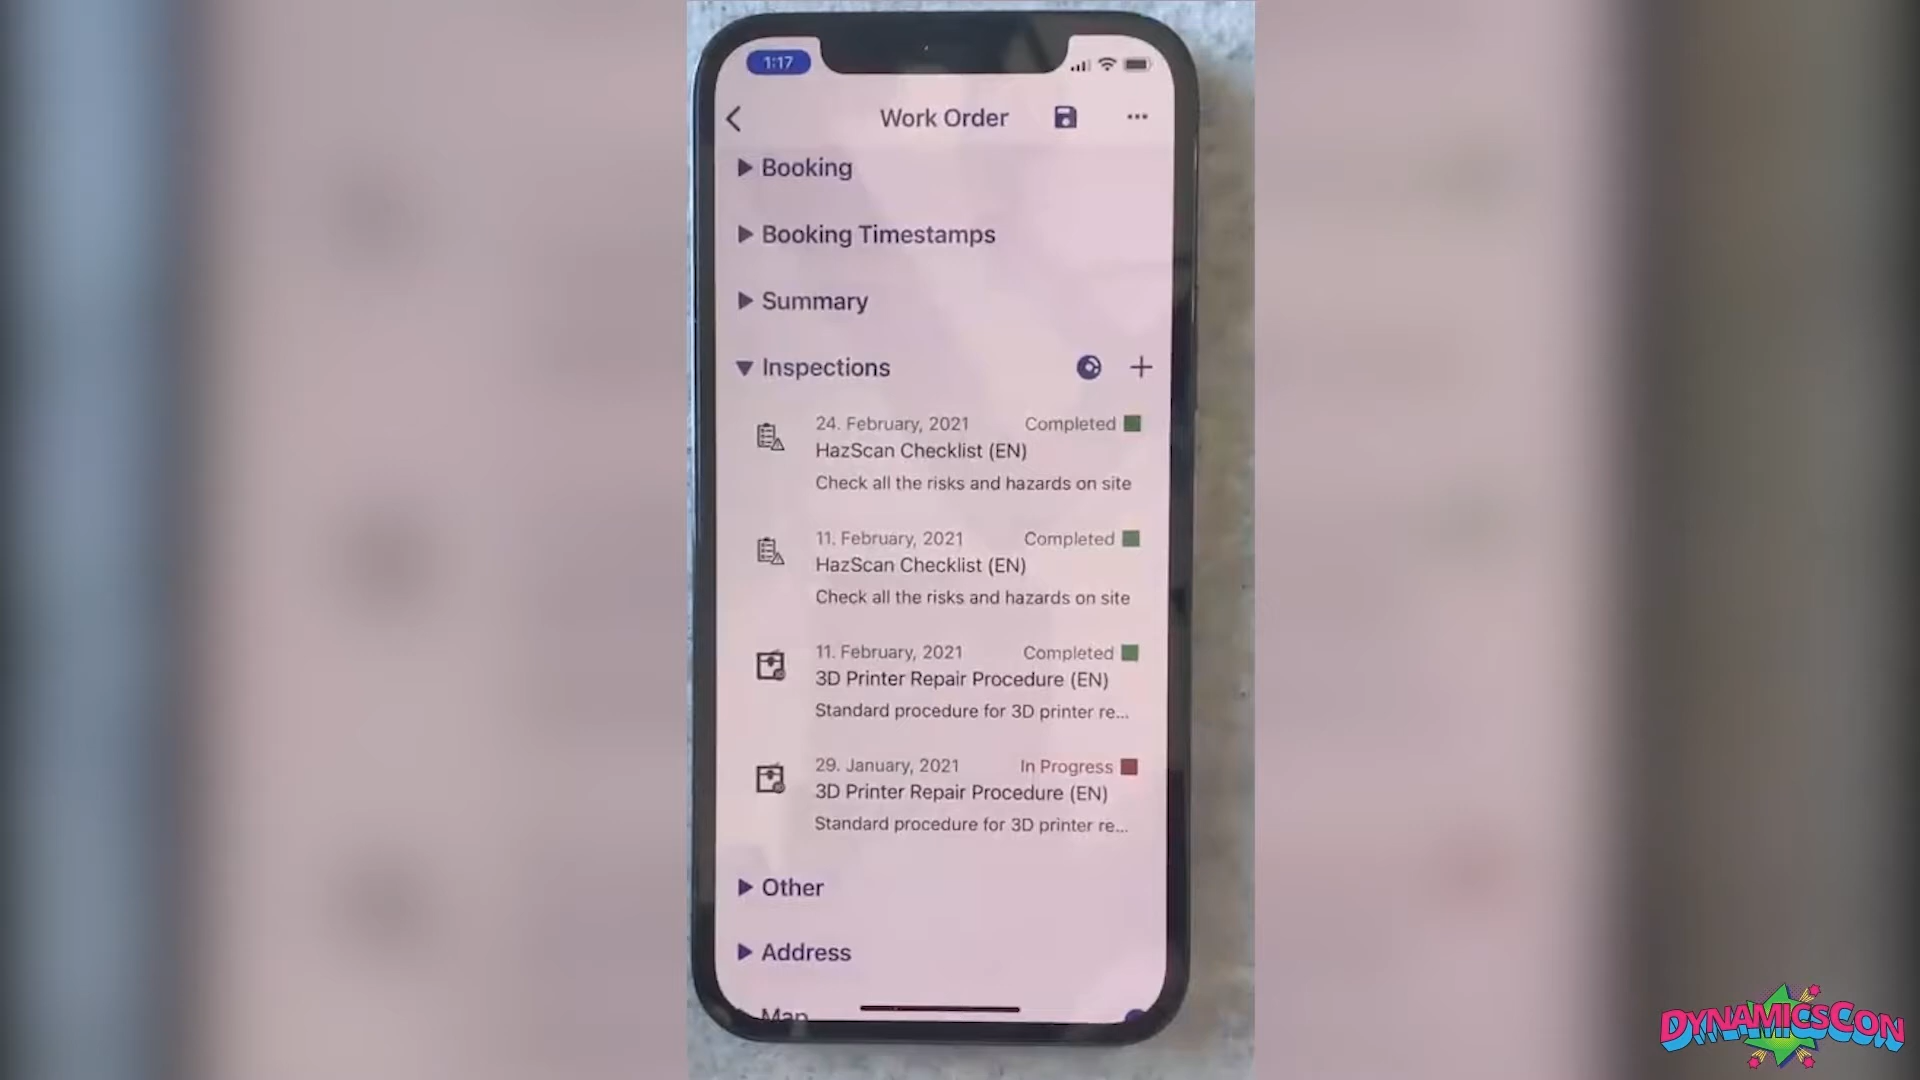 1:17
Work Order
Booking
Booking Timestamps
Summary
Inspections
24. February, 2021 Completed
HazScan Checklist (EN)
Check all the risks and hazards on site
11. February, 2021 Completed
HazScan Checklist (EN)
Check all the risks and hazards on site
11. February, 2021 Completed
3D Printer Repair Procedure (EN)
Standard procedure for 3D printer re...
29. January, 2021 In Progress
3D Printer Repair Procedure (EN)
Standard procedure for 3D printer re...
Other
Address
Map
DYNAMICSCON